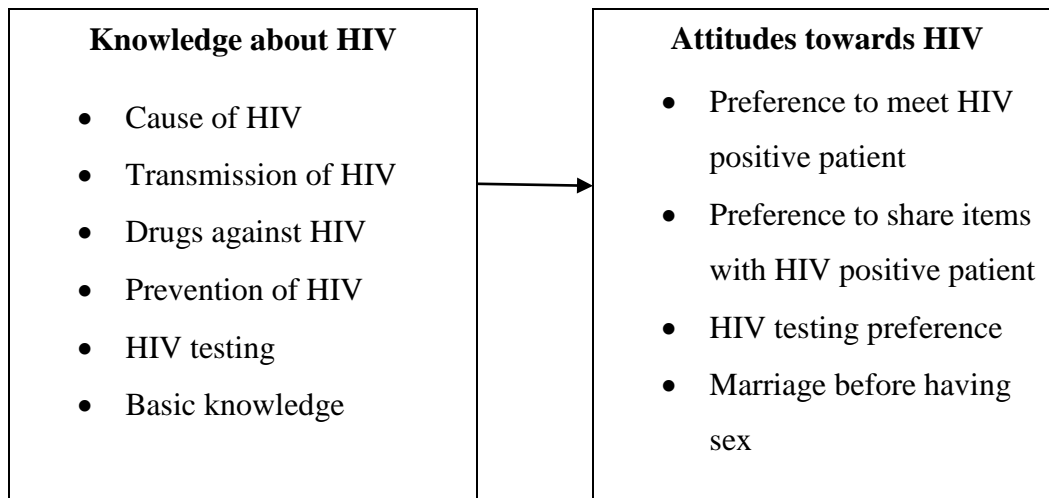 Knowledge about HIV
• Cause of HIV
• Transmission of HIV
• Drugs against HIV
• Prevention of HIV
• HIV testing
• Basic knowledge
Attitudes towards HIV
• Preference to meet HIV
positive patient
• Preference to share items
with HIV positive patient
• HIV testing preference
• Marriage before having
sex